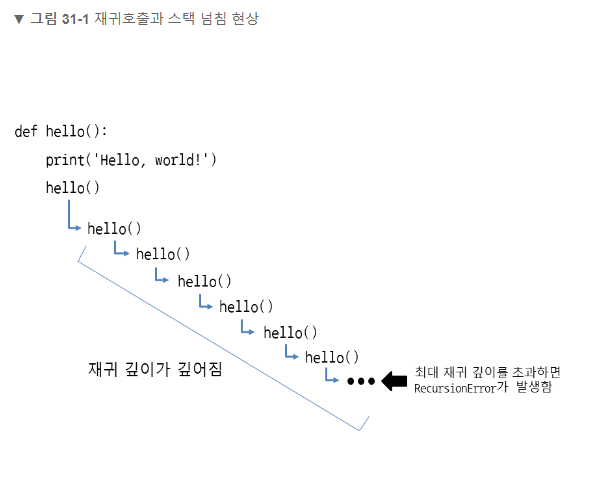 ▼ 그림 31-1 재귀호출과 스택 넘침 현상
def hello():
print('Hello, world!')
hello()
hello()
hello()
hello()
hello()
hello()
hello()
재귀 깊이가 깊어짐
최대 재귀 깊이를 초과하면
RecursionError가 발생함